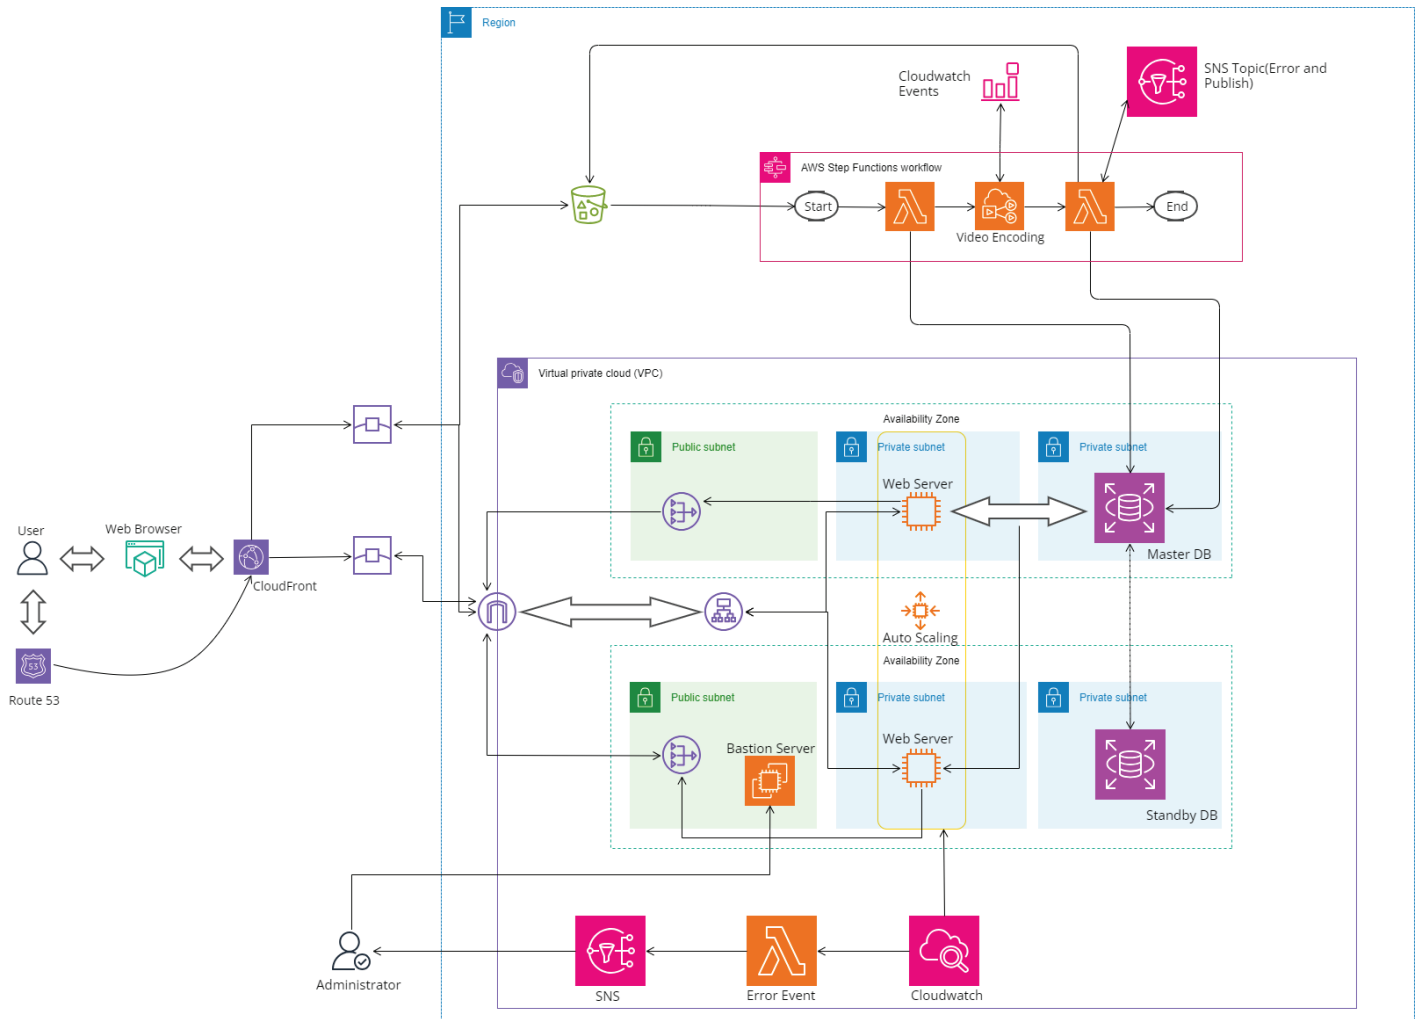 Region
Cloudwatch
Events
SNS Topic(Error and
Publish)
AWS Step Functions workflow
Start
End
Video Encoding
Virtual private cloud (VPC)
Availability Zone
Public subnet
Private subnet
Private subnet
Web Server
Master DB
User
Web Browser
CloudFront
53
Route 53
Auto Scaling
Availability Zone
Public subnet
Private subnet
Private subnet
Bastion Server
Web Server
Standby DB
Administrator
SNS
Error Event
Cloudwatch